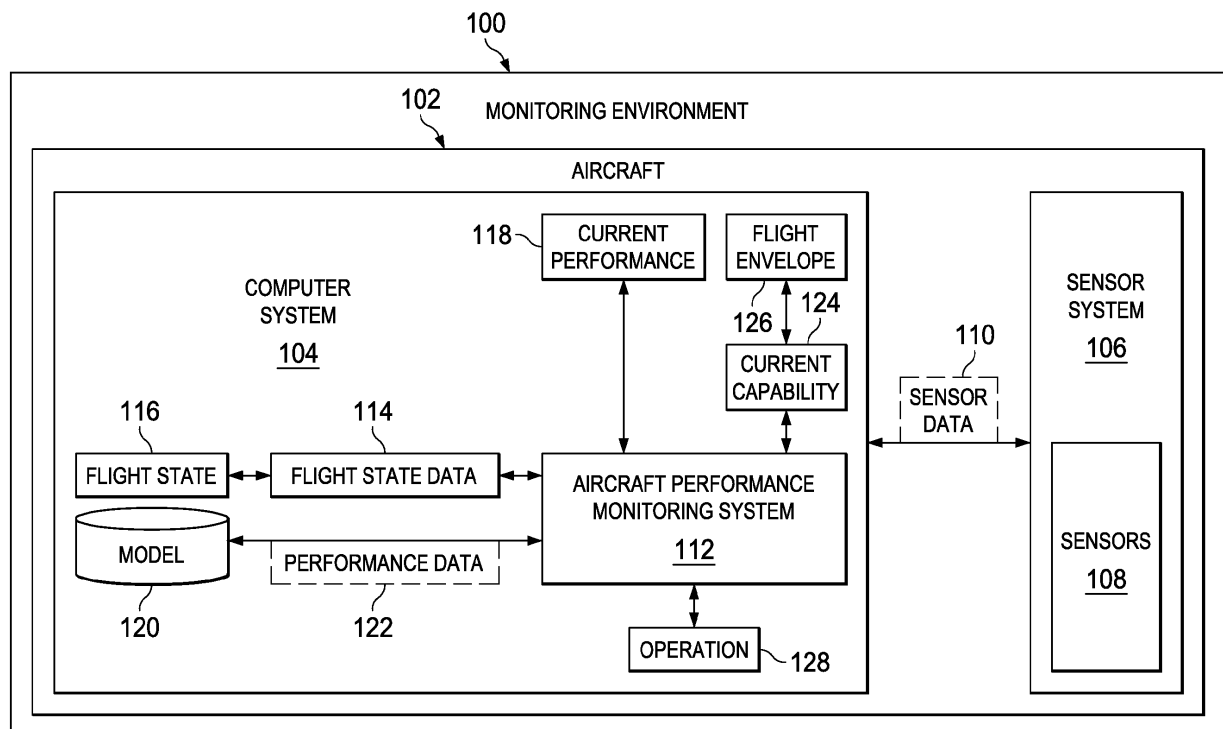 100
MONITORING ENVIRONMENT
102
AIRCRAFT
118
CURRENT
PERFORMANCE
FLIGHT
ENVELOPE
126
124
CURRENT
CAPABILITY
COMPUTER
SYSTEM
104
116
114
FLIGHT STATE
FLIGHT STATE DATA
AIRCRAFT PERFORMANCE
MONITORING SYSTEM
112
MODEL
PERFORMANCE DATA
120
122
OPERATION
128
110
SENSOR
DATA
SENSOR
SYSTEM
106
SENSORS
108